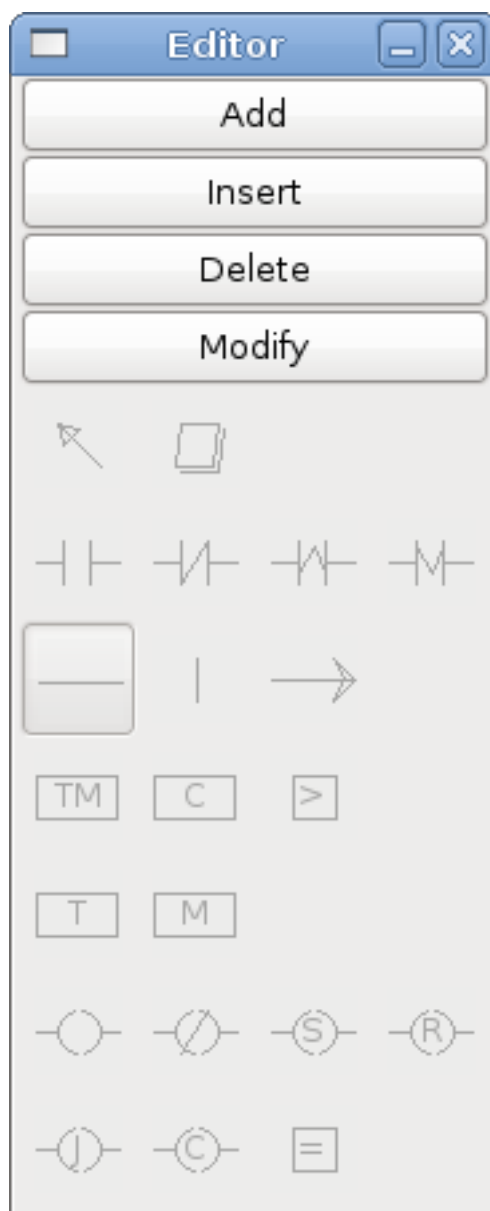 Editor
Add
Insert
Delete
Modify
TM C >
T M
S R
J C =